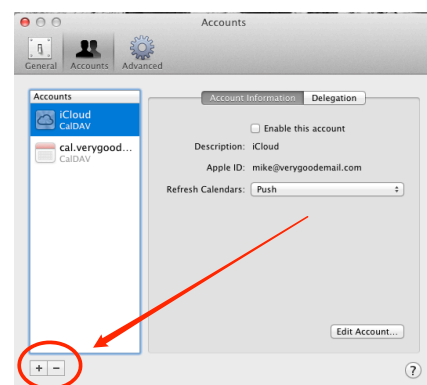 Accounts
General Accounts Advanced
Accounts
iCloud
CalDAV
cal.verygood...
CalDAV
Account Information Delegation
Enable this account
Description: iCloud
Apple ID: mike@verygoodemail.com
Refresh Calendars: Push
Edit Account...
+ −
?